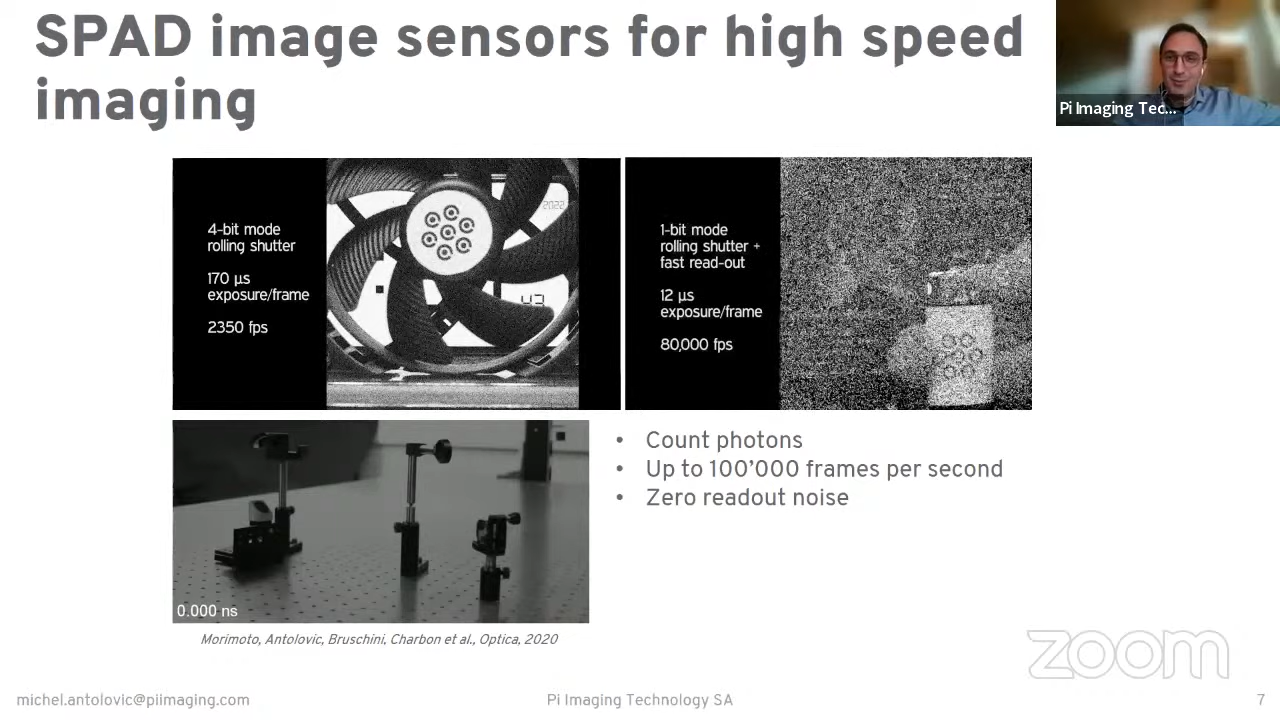 SPAD image sensors for high speed
imaging
Pi Imaging Tec...
4-bit mode
rolling shutter
170 µs
exposure/frame
2350 fps
2022
43
1-bit mode
rolling shutter +
fast read-out
12 µs
exposure/frame
80,000 fps
• Count photons
• Up to 100’000 frames per second
• Zero readout noise
0.000 ns
Morimoto, Antolovic, Bruschini, Charbon et al., Optica, 2020
zoom
michel.antolovic@piimaging.com
Pi Imaging Technology SA
7